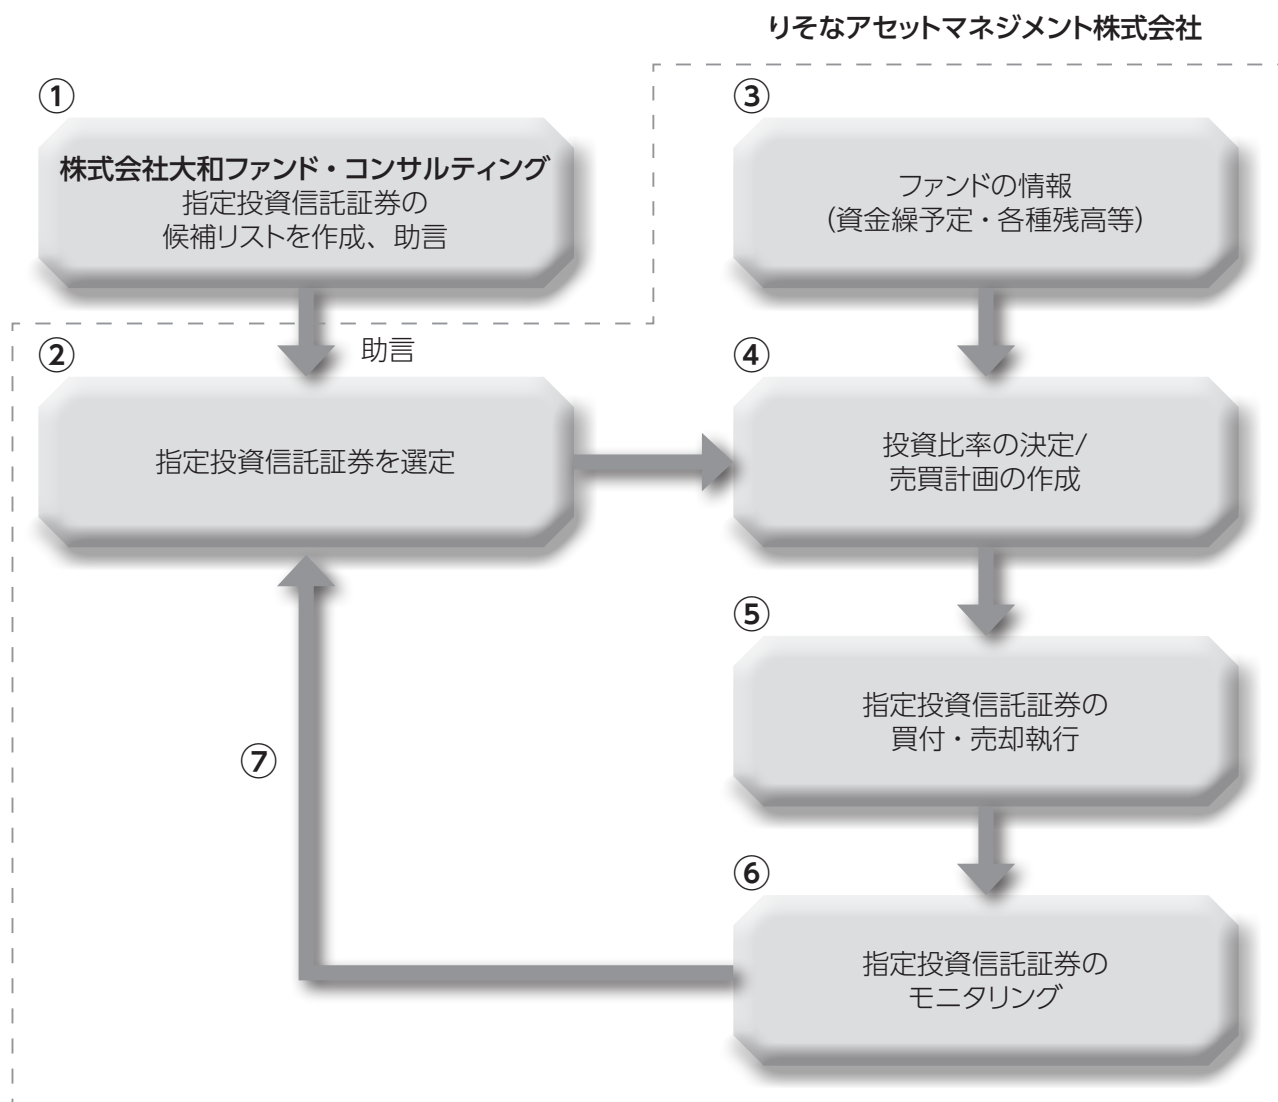 りそなアセットマネジメント株式会社
①
株式会社大和ファンド・コンサルティング
指定投資信託証券の
候補リストを作成、助言
助言
②
指定投資信託証券を選定
③
ファンドの情報
(資金繰予定・各種残高等)
④
投資比率の決定/
売買計画の作成
⑤
指定投資信託証券の
買付・売却執行
⑥
指定投資信託証券の
モニタリング
⑦